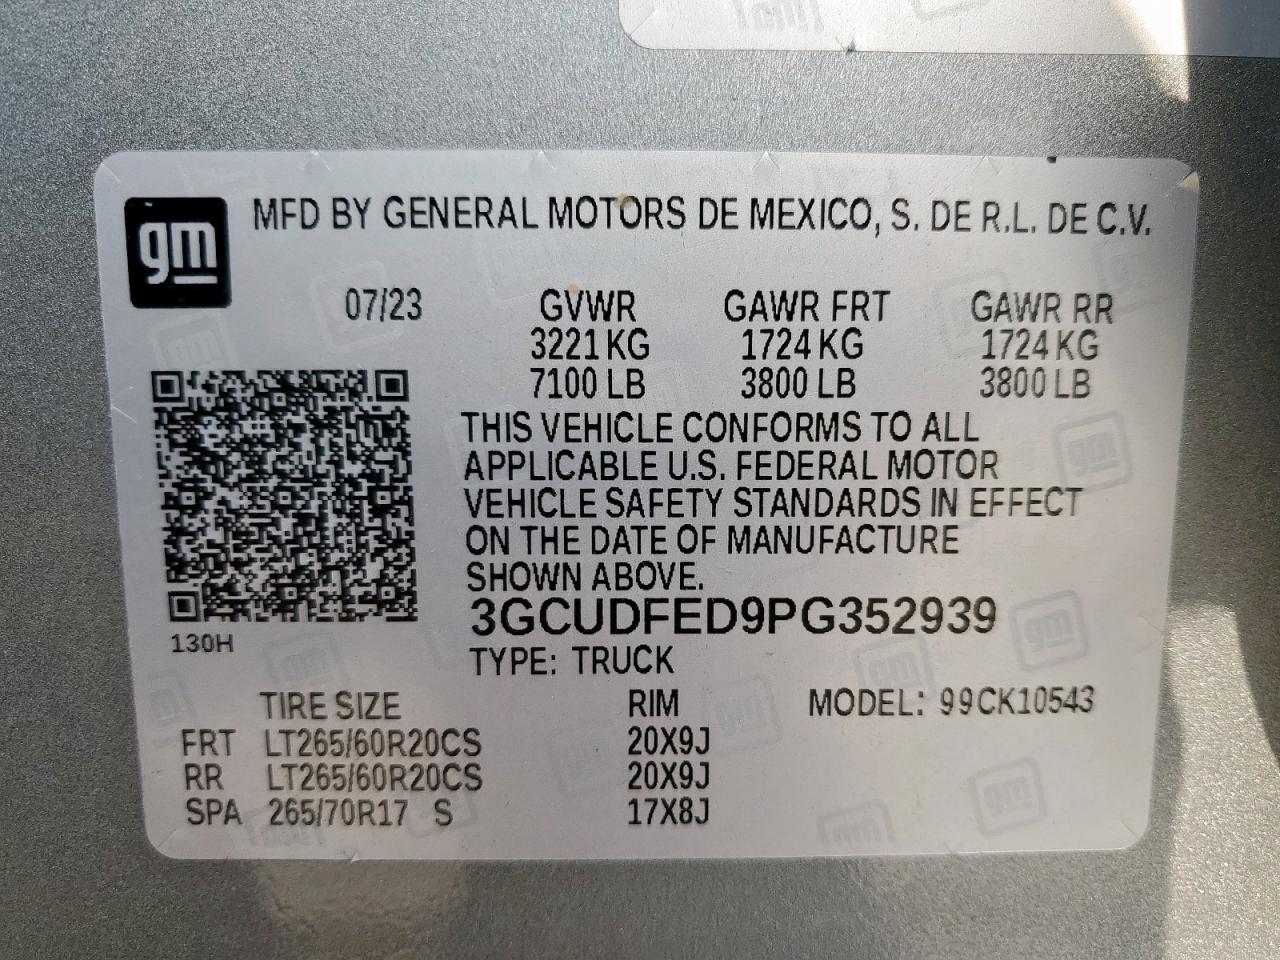 gm
MFD BY GENERAL MOTORS DE MEXICO, S. DE R.L. DE C.V.
07/23 GVWR GAWR FRT GAWR RR
3221 KG 1724 KG 1724 KG
7100 LB 3800 LB 3800 LB
THIS VEHICLE CONFORMS TO ALL
APPLICABLE U.S. FEDERAL MOTOR
VEHICLE SAFETY STANDARDS IN EFFECT
ON THE DATE OF MANUFACTURE
SHOWN ABOVE.
3GCUDFED9PG352939
130H
TYPE: TRUCK
TIRE SIZE RIM MODEL: 99CK10543
FRT LT265/60R20CS 20X9J
RR LT265/60R20CS 20X9J
SPA 265/70R17 S 17X8J